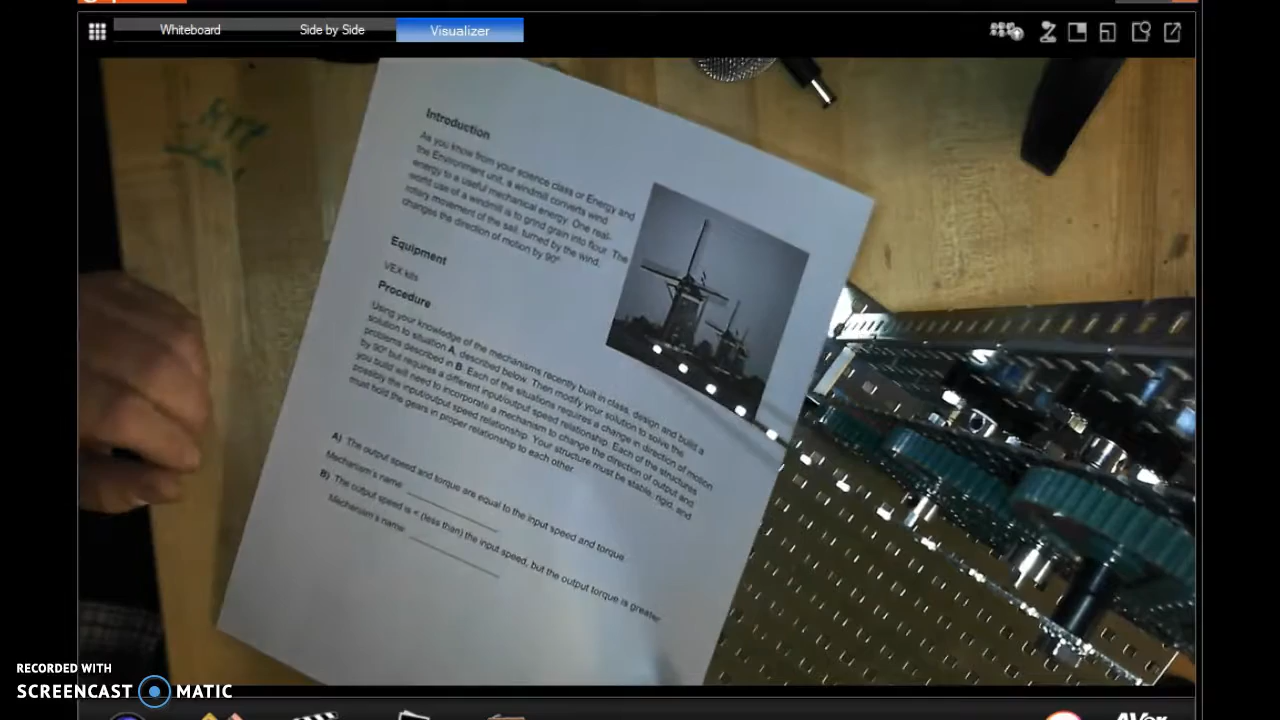 Whiteboard
Side by Side
Visualizer
Introduction
As you know from your science class or Energy and
the Environment unit, a windmill converts wind
energy to a useful mechanical energy. One real-
world use of a windmill is to grind grain into flour. The
rotary movement of the sail, turned by the wind,
changes the direction of motion by 90°
Equipment
VEX kits
Procedure
Using your knowledge of the mechanisms recently built in class, design and build a
solution to situation A, described below. Then modify your solution to solve the
problems described in B. Each of the situations requires a change in direction of motion
by 90° but requires a different input/output speed relationship. Each of the structures
you build will need to incorporate a mechanism to change the direction of output and
possibly the input/output speed relationship. Your structure must be stable, rigid, and
must hold the gears in proper relationship to each other.
A) The output speed and torque are equal to the input speed and torque
Mechanism's name
B) The output speed is < (less than) the input speed, but the output torque is greater
Mechanism's name
RECORDED WITH
SCREENCAST MATIC
AVer